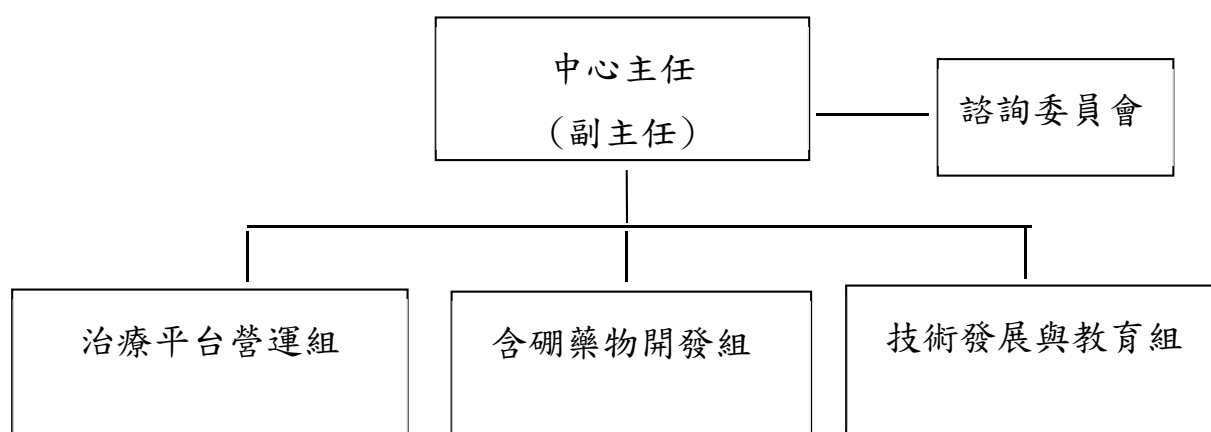 中心主任
(副主任)
諮詢委員會
治療平台營運組
含硼藥物開發組
技術發展與教育組